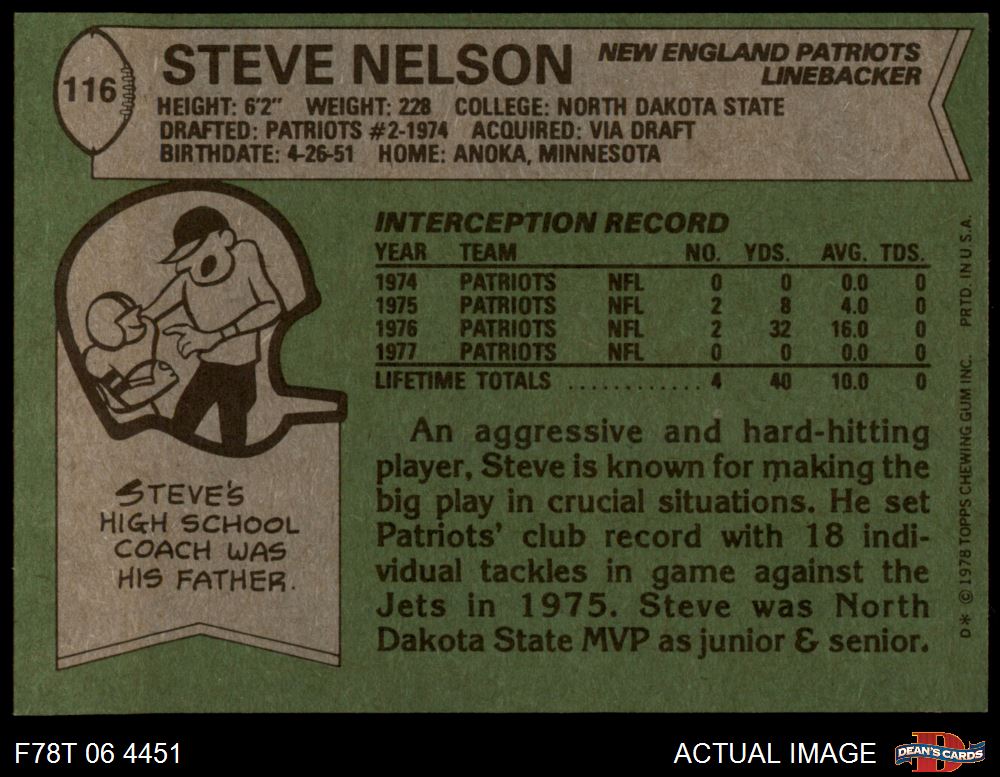 116
STEVE NELSON
NEW ENGLAND PATRIOTS
LINEBACKER
HEIGHT: 6'2" WEIGHT: 228 COLLEGE: NORTH DAKOTA STATE
DRAFTED: PATRIOTS #2-1974 ACQUIRED: VIA DRAFT
BIRTHDATE: 4-26-51 HOME: ANOKA, MINNESOTA
STEVE'S
HIGH SCHOOL
COACH WAS
HIS FATHER.
INTERCEPTION RECORD
YEAR TEAM NO. YDS. AVG. TDS.
1974 PATRIOTS NFL 0 0 0.0 0
1975 PATRIOTS NFL 2 8 4.0 0
1976 PATRIOTS NFL 2 32 16.0 0
1977 PATRIOTS NFL 0 0 0.0 0
LIFETIME TOTALS ............ 4 40 10.0 0
An aggressive and hard-hitting
player, Steve is known for making the
big play in crucial situations. He set
Patriots' club record with 18 indi-
vidual tackles in game against the
Jets in 1975. Steve was North
Dakota State MVP as junior & senior.
D* © 1978 TOPPS CHEWING GUM INC. PRTD. IN U.S.A.
F78T 06 4451
ACTUAL IMAGE
DEAN'S CARDS